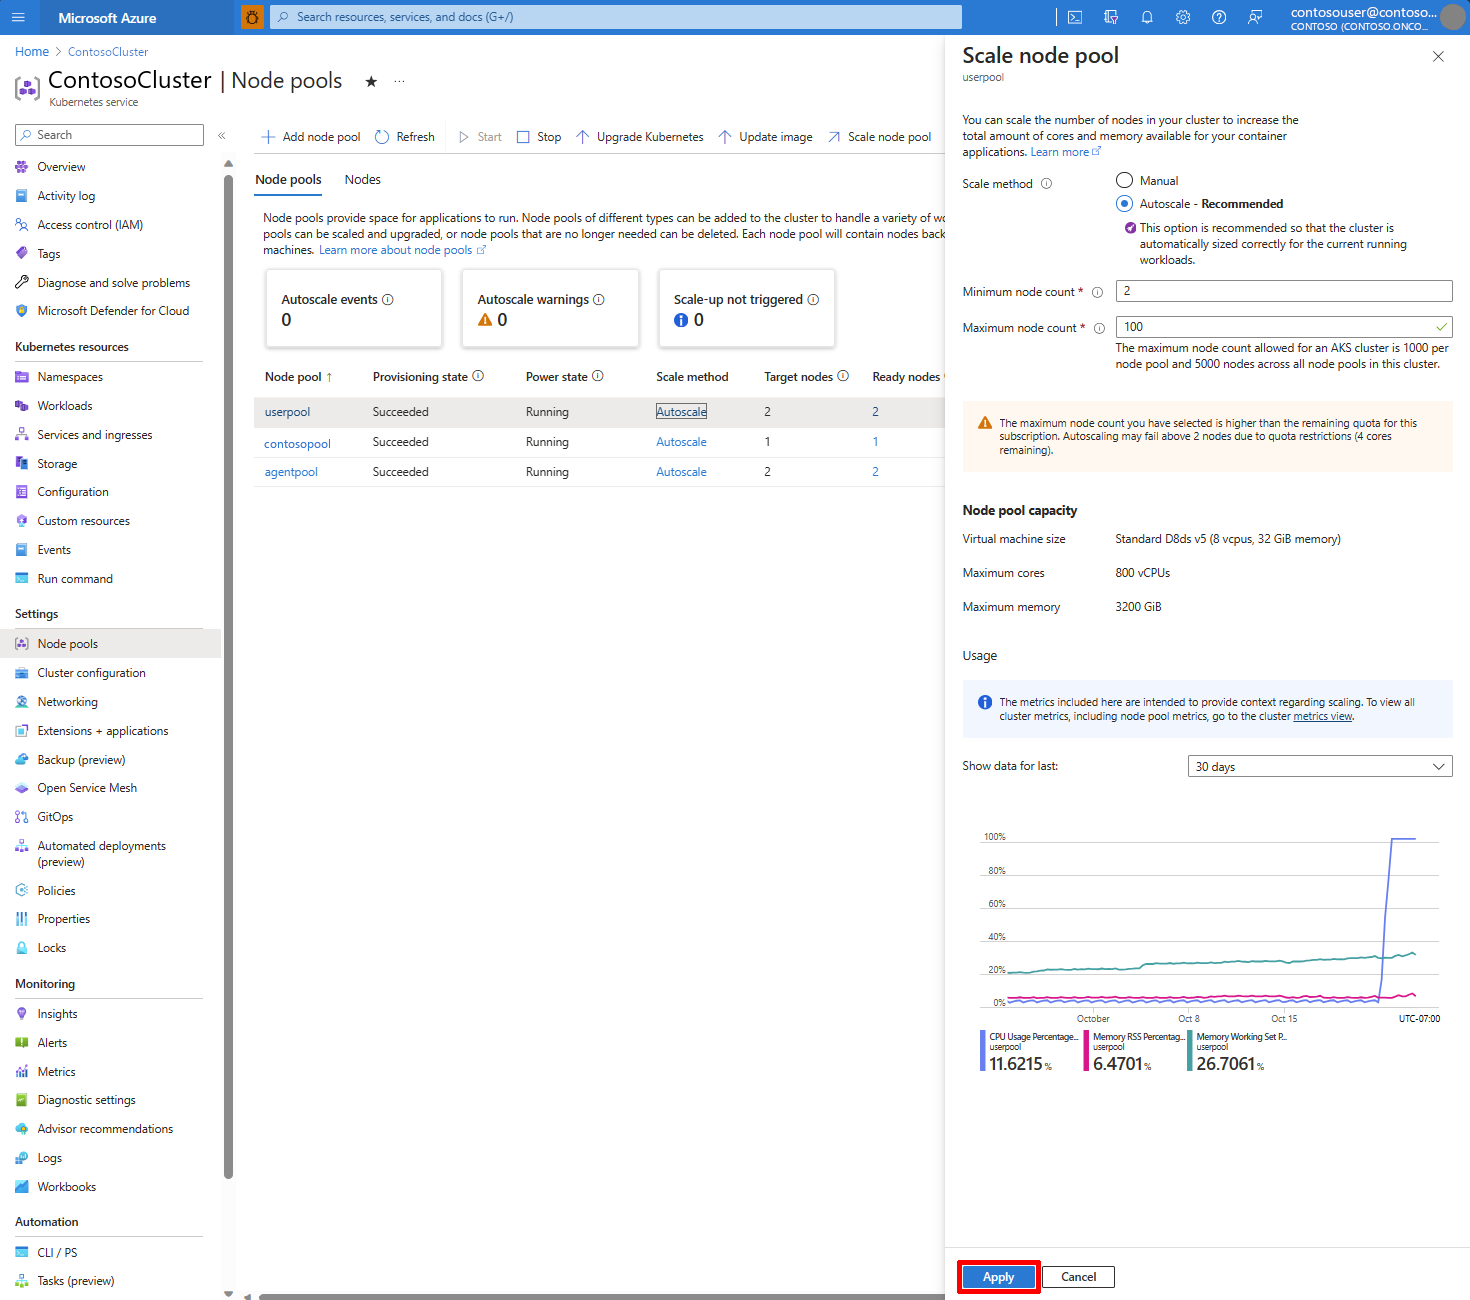 Microsoft Azure
Search resources, services, and docs (G+/)
contosouser@contoso...
CONTOSO (CONTOSO.ONCO...
Home > ContosoCluster
ContosoCluster | Node pools ★ ...
Kubernetes service
Search
«
Overview
Activity log
Access control (IAM)
Tags
Diagnose and solve problems
Microsoft Defender for Cloud
Kubernetes resources
Namespaces
Workloads
Services and ingresses
Storage
Configuration
Custom resources
Events
Run command
Settings
Node pools
Cluster configuration
Networking
Extensions + applications
Backup (preview)
Open Service Mesh
GitOps
Automated deployments
(preview)
Policies
Properties
Locks
Monitoring
Insights
Alerts
Metrics
Diagnostic settings
Advisor recommendations
Logs
Workbooks
Automation
CLI / PS
Tasks (preview)
Add node pool Refresh Start Stop Upgrade Kubernetes Update image Scale node pool
Node pools Nodes
Node pools provide space for applications to run. Node pools of different types can be added to the cluster to handle a variety of wo
pools can be scaled and upgraded, or node pools that are no longer needed can be deleted. Each node pool will contain nodes back
machines. Learn more about node pools
Autoscale events
0
Autoscale warnings
0
Scale-up not triggered
0
Node pool ↑ Provisioning state Power state Scale method Target nodes Ready nodes
userpool Succeeded Running Autoscale 2 2
contosopool Succeeded Running Autoscale 1 1
agentpool Succeeded Running Autoscale 2 2
Scale node pool
userpool
You can scale the number of nodes in your cluster to increase the
total amount of cores and memory available for your container
applications. Learn more
Scale method
Manual
Autoscale - Recommended
This option is recommended so that the cluster is
automatically sized correctly for the current running
workloads.
Minimum node count * 2
Maximum node count * 100
The maximum node count allowed for an AKS cluster is 1000 per
node pool and 5000 nodes across all node pools in this cluster.
The maximum node count you have selected is higher than the remaining quota for this
subscription. Autoscaling may fail above 2 nodes due to quota restrictions (4 cores
remaining).
Node pool capacity
Virtual machine size Standard D8ds v5 (8 vcpus, 32 GiB memory)
Maximum cores 800 vCPUs
Maximum memory 3200 GiB
Usage
The metrics included here are intended to provide context regarding scaling. To view all
cluster metrics, including node pool metrics, go to the cluster metrics view.
Show data for last: 30 days
100%
80%
60%
40%
20%
0%
October Oct 8 Oct 15 UTC-07:00
CPU Usage Percentage... Memory RSS Percentag... Memory Working Set P...
userpool userpool userpool
11.6215 % 6.4701 % 26.7061 %
Apply Cancel